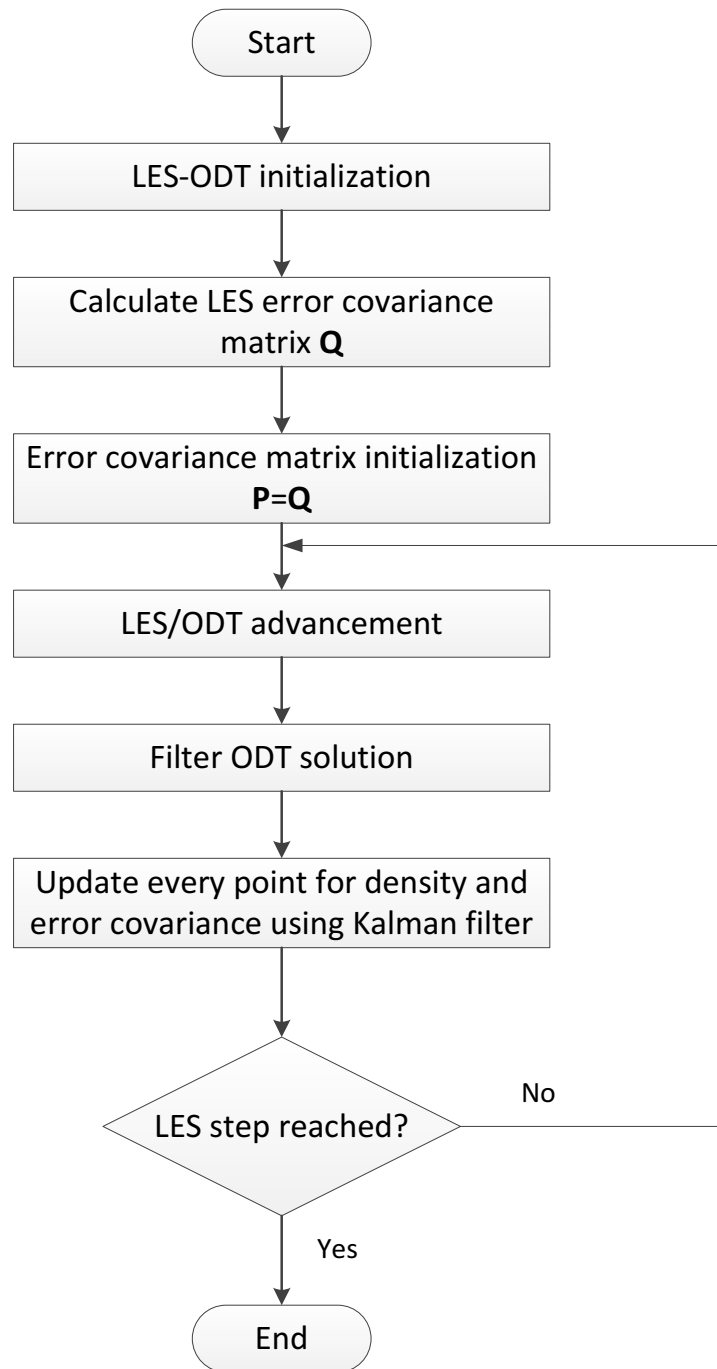 Start
LES-ODT initialization
Calculate LES error covariance
matrix Q
Error covariance matrix initialization
P=Q
LES/ODT advancement
Filter ODT solution
Update every point for density and
error covariance using Kalman filter
LES step reached?
No
Yes
End